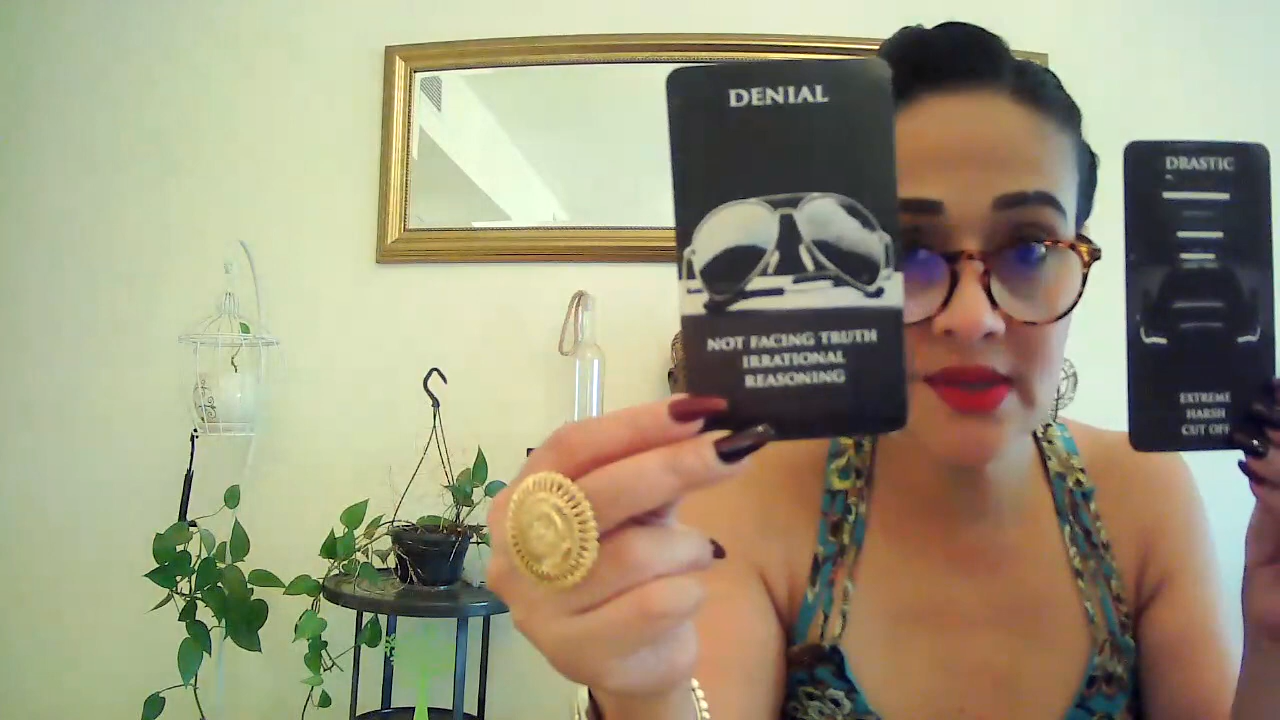 DENIAL
NOT FACING TRUTH
IRRATIONAL
REASONING
DRASTIC
EXTREME
HARSH
CUT OFF